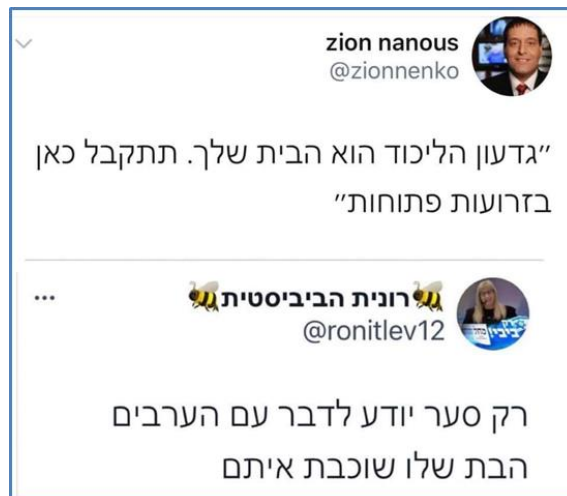 zion nanous
@zionnenko
״גדעון הליכוד הוא הבית שלך. תתקבל כאן
בזרועות פתוחות״
🐝רונית הביביסטית🐝
@ronitlev12
רק סער יודע לדבר עם הערבים
הבת שלו שוכבת איתם